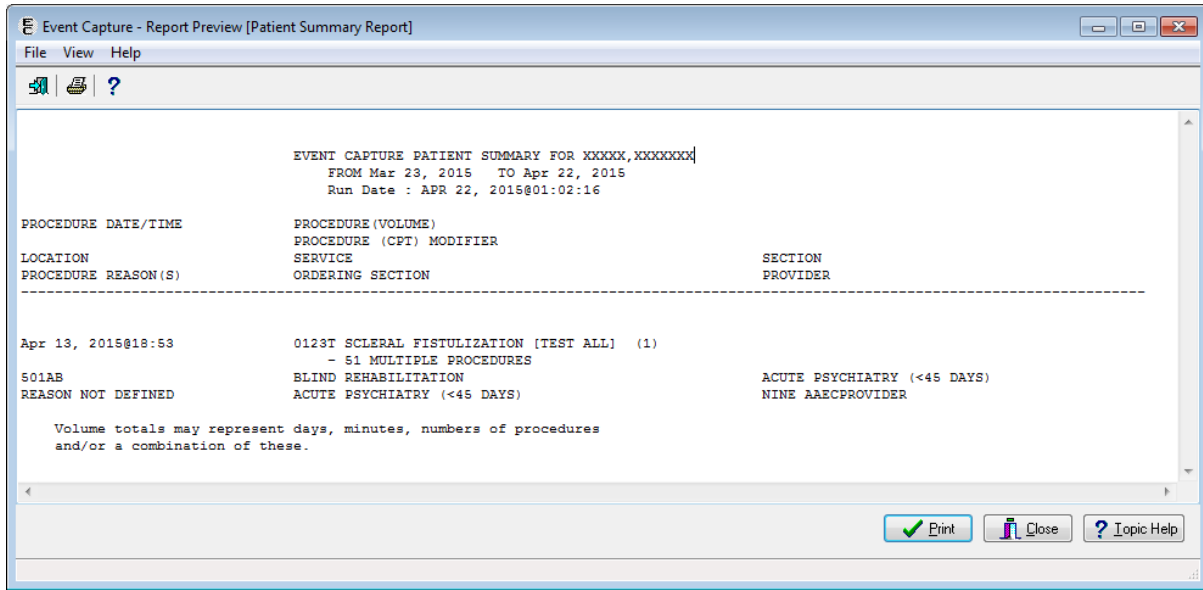 Event Capture - Report Preview [Patient Summary Report]
File View Help
?
EVENT CAPTURE PATIENT SUMMARY FOR XXXXX,XXXXXXX
FROM Mar 23, 2015 TO Apr 22, 2015
Run Date : APR 22, 2015@01:02:16
PROCEDURE DATE/TIME PROCEDURE(VOLUME)
PROCEDURE (CPT) MODIFIER
LOCATION SERVICE SECTION
PROCEDURE REASON(S) ORDERING SECTION PROVIDER
--------------------------------------------------------------------------------
Apr 13, 2015@18:53 0123T SCLERAL FISTULIZATION [TEST ALL] (1)
- 51 MULTIPLE PROCEDURES
501AB BLIND REHABILITATION ACUTE PSYCHIATRY (<45 DAYS)
REASON NOT DEFINED ACUTE PSYCHIATRY (<45 DAYS) NINE AAECPROVIDER
Volume totals may represent days, minutes, numbers of procedures
and/or a combination of these.
Print Close ? Topic Help